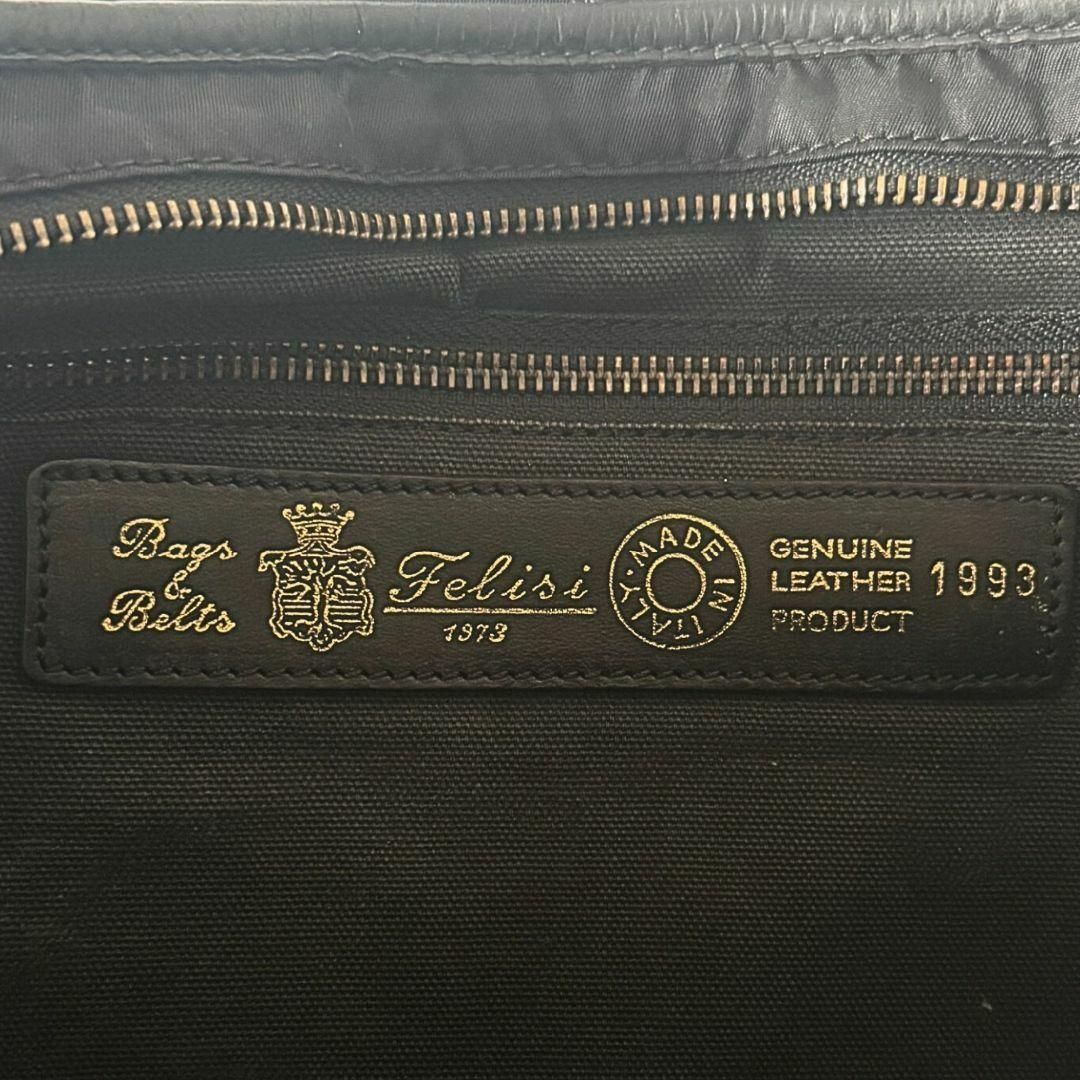 Bags
&
Belts
Felisi
1973
MADE IN ITALY
GENUINE
LEATHER
PRODUCT
1993